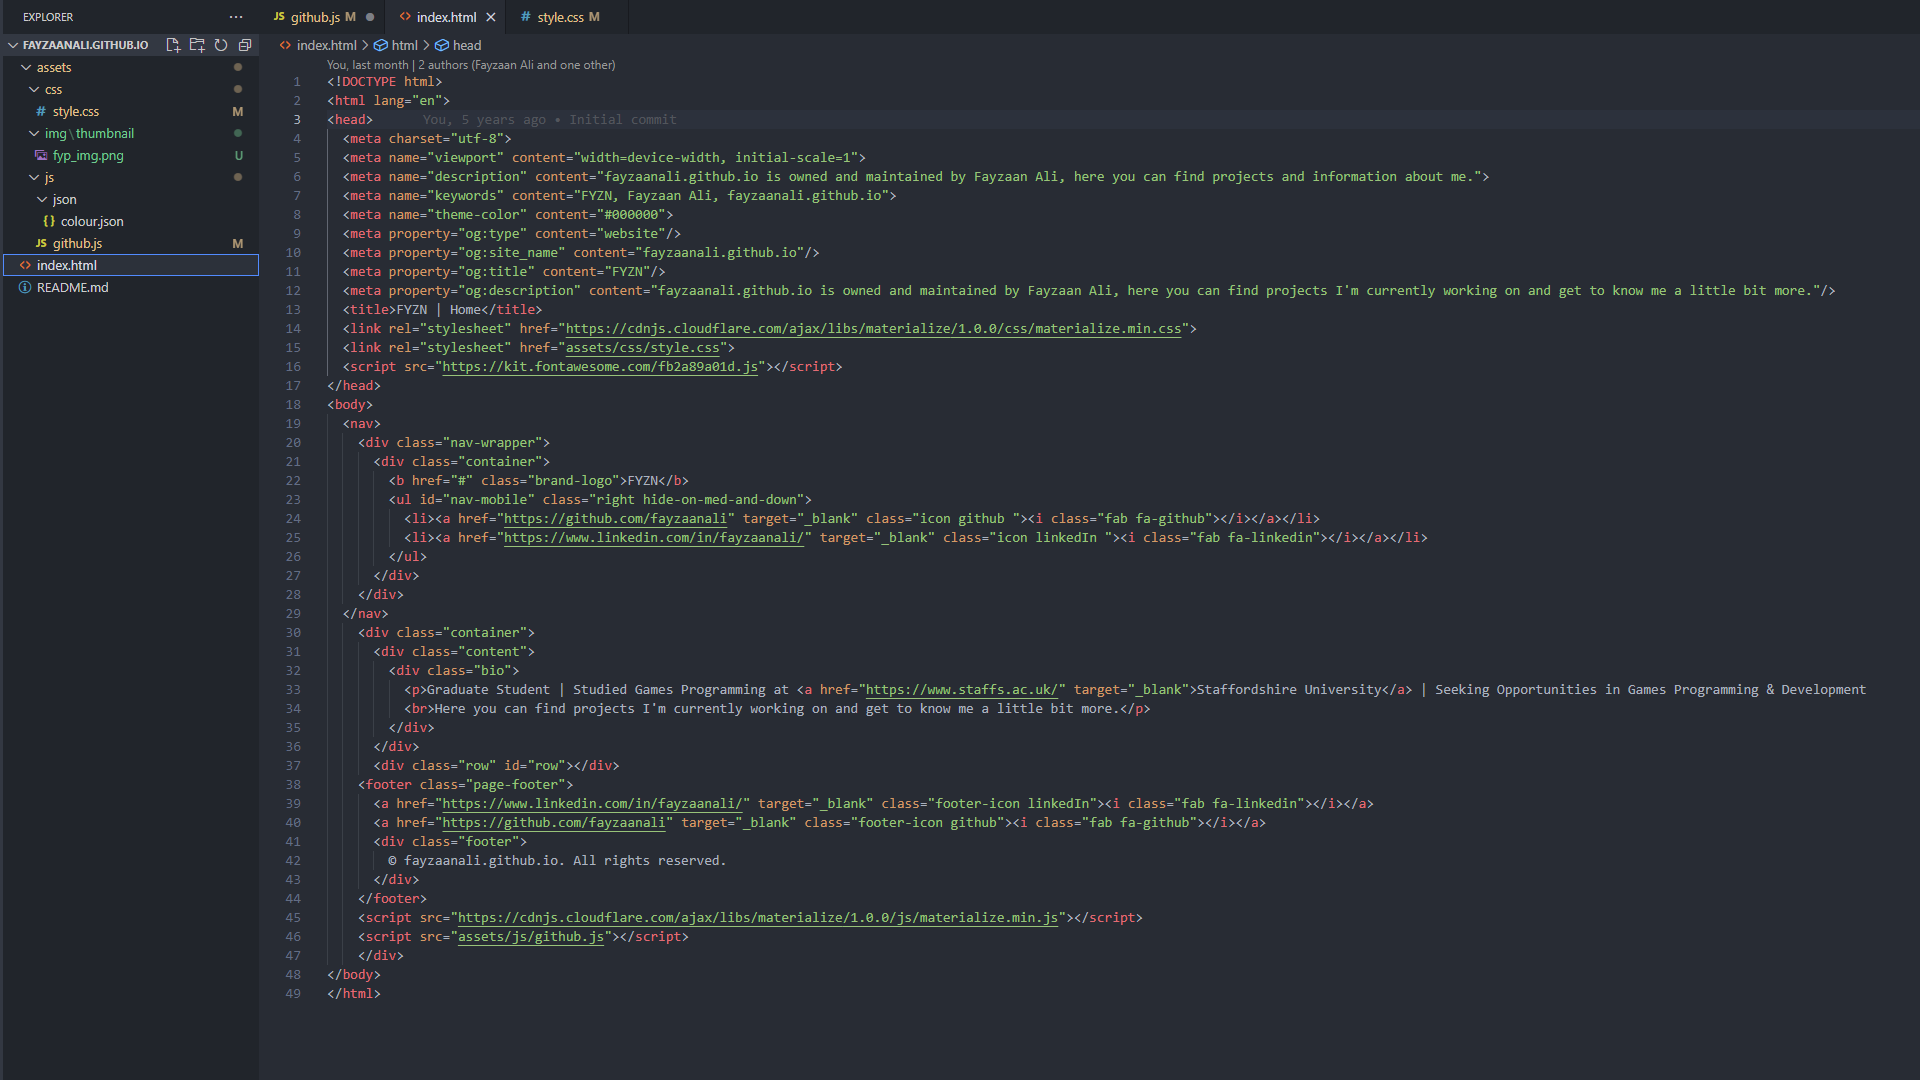 EXPLORER
FAYZAANALI.GITHUB.IO
assets
css
# style.css M
img\thumbnail
fyp_img.png U
js
json
{} colour.json
JS github.js M
<> index.html
README.md
JS github.js M
<> index.html
# style.css M
<> index.html > html > head
You, last month | 2 authors (Fayzaan Ali and one other)
1 <!DOCTYPE html>
2 <html lang="en">
3 <head> You, 5 years ago • Initial commit
4 <meta charset="utf-8">
5 <meta name="viewport" content="width=device-width, initial-scale=1">
6 <meta name="description" content="fayzaanali.github.io is owned and maintained by Fayzaan Ali, here you can find projects and information about me.">
7 <meta name="keywords" content="FYZN, Fayzaan Ali, fayzaanali.github.io">
8 <meta name="theme-color" content="#000000">
9 <meta property="og:type" content="website"/>
10 <meta property="og:site_name" content="fayzaanali.github.io"/>
11 <meta property="og:title" content="FYZN"/>
12 <meta property="og:description" content="fayzaanali.github.io is owned and maintained by Fayzaan Ali, here you can find projects I'm currently working on and get to know me a little bit more."/>
13 <title>FYZN | Home</title>
14 <link rel="stylesheet" href="https://cdnjs.cloudflare.com/ajax/libs/materialize/1.0.0/css/materialize.min.css">
15 <link rel="stylesheet" href="assets/css/style.css">
16 <script src="https://kit.fontawesome.com/fb2a89a01d.js"></script>
17 </head>
18 <body>
19 <nav>
20 <div class="nav-wrapper">
21 <div class="container">
22 <b href="#" class="brand-logo">FYZN</b>
23 <ul id="nav-mobile" class="right hide-on-med-and-down">
24 <li><a href="https://github.com/fayzaanali" target="_blank" class="icon github "><i class="fab fa-github"></i></a></li>
25 <li><a href="https://www.linkedin.com/in/fayzaanali/" target="_blank" class="icon linkedIn "><i class="fab fa-linkedin"></i></a></li>
26 </ul>
27 </div>
28 </div>
29 </nav>
30 <div class="container">
31 <div class="content">
32 <div class="bio">
33 <p>Graduate Student | Studied Games Programming at <a href="https://www.staffs.ac.uk/" target="_blank">Staffordshire University</a> | Seeking Opportunities in Games Programming & Development
34 <br>Here you can find projects I'm currently working on and get to know me a little bit more.</p>
35 </div>
36 </div>
37 <div class="row" id="row"></div>
38 <footer class="page-footer">
39 <a href="https://www.linkedin.com/in/fayzaanali/" target="_blank" class="footer-icon linkedIn"><i class="fab fa-linkedin"></i></a>
40 <a href="https://github.com/fayzaanali" target="_blank" class="footer-icon github"><i class="fab fa-github"></i></a>
41 <div class="footer">
42 © fayzaanali.github.io. All rights reserved.
43 </div>
44 </footer>
45 <script src="https://cdnjs.cloudflare.com/ajax/libs/materialize/1.0.0/js/materialize.min.js"></script>
46 <script src="assets/js/github.js"></script>
47 </div>
48 </body>
49 </html>